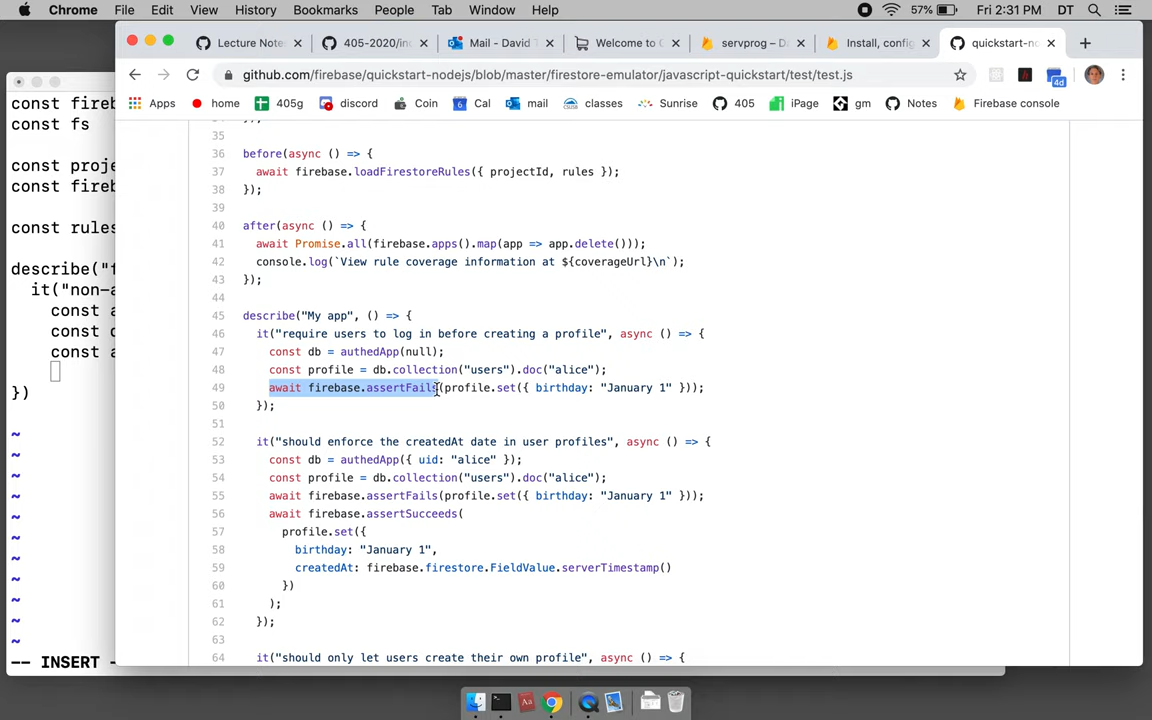 Chrome File Edit View History Bookmarks People Tab Window Help 57% Fri 2:31 PM DT
Lecture Note
405-2020/in
Mail - David T
Welcome to
servprog – D
Install, config
quickstart-n
github.com/firebase/quickstart-nodejs/blob/master/firestore-emulator/javascript-quickstart/test/test.js
4d
Apps home 405g discord Coin 6 Cal mail classes Sunrise 405 iPage gm Notes Firebase console
const fireb
const fs
const proje
const fireb
const rules
describe("f
it("non-a
const a
const d
const a
})
~
~
~
~
~
~
~
~
~
~
~
-- INSERT -
35
36 before(async () => {
37 await firebase.loadFirestoreRules({ projectId, rules });
38 });
39
40 after(async () => {
41 await Promise.all(firebase.apps().map(app => app.delete()));
42 console.log(`View rule coverage information at ${coverageUrl}\n`);
43 });
44
45 describe("My app", () => {
46 it("require users to log in before creating a profile", async () => {
47 const db = authedApp(null);
48 const profile = db.collection("users").doc("alice");
49 await firebase.assertFails(profile.set({ birthday: "January 1" }));
50 });
51
52 it("should enforce the createdAt date in user profiles", async () => {
53 const db = authedApp({ uid: "alice" });
54 const profile = db.collection("users").doc("alice");
55 await firebase.assertFails(profile.set({ birthday: "January 1" }));
56 await firebase.assertSucceeds(
57 profile.set({
58 birthday: "January 1",
59 createdAt: firebase.firestore.FieldValue.serverTimestamp()
60 })
61 );
62 });
63
64 it("should only let users create their own profile", async () => {